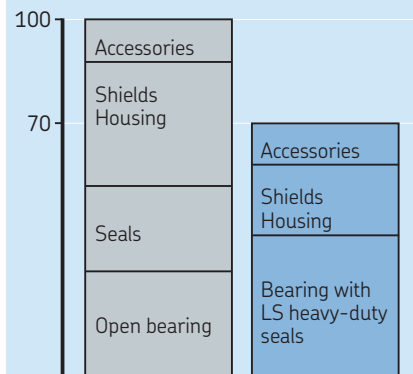 100
Accessories
Shields
Housing
70
Accessories
Shields
Housing
Seals
Bearing with
LS heavy-duty
seals
Open bearing